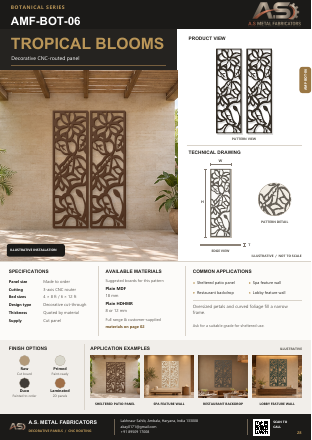 BOTANICAL SERIES
AMF-BOT-06
A.S
A.S METAL FABRICATORS
TROPICAL BLOOMS
Decorative CNC-routed panel
PRODUCT VIEW
PATTERN VIEW
TECHNICAL DRAWING
W
H
T
SIDE VIEW
PATTERN DETAIL
ILLUSTRATIVE / NOT TO SCALE
ILLUSTRATIVE INSTALLATION
SPECIFICATIONS
Panel size Made to order
Cutting 3-axis CNC router
Bed sizes 4 × 8 ft / 6 × 12 ft
Design type Decorative cut-through
Thickness Quoted by material
Supply Cut panel
AVAILABLE MATERIALS
Suggested boards for this pattern
Plain MDF
18 mm
Plain HDHMR
8 or 12 mm
Full range & customer-supplied
materials on page 02
COMMON APPLICATIONS
Sheltered patio panel
Spa feature wall
Restaurant backdrop
Lobby feature wall
Oversized petals and curved foliage fill a narrow
frame.
Ask for a suitable grade for sheltered use.
FINISH OPTIONS
Raw
Primed
Duco
Laminated
APPLICATION EXAMPLES
ILLUSTRATIVE
SHELTERED PATIO PANEL
SPA FEATURE WALL
RESTAURANT BACKDROP
LOBBY FEATURE WALL
A.S. METAL FABRICATORS
DECORATIVE PANELS / CNC ROUTING
SCAN TO
CALL